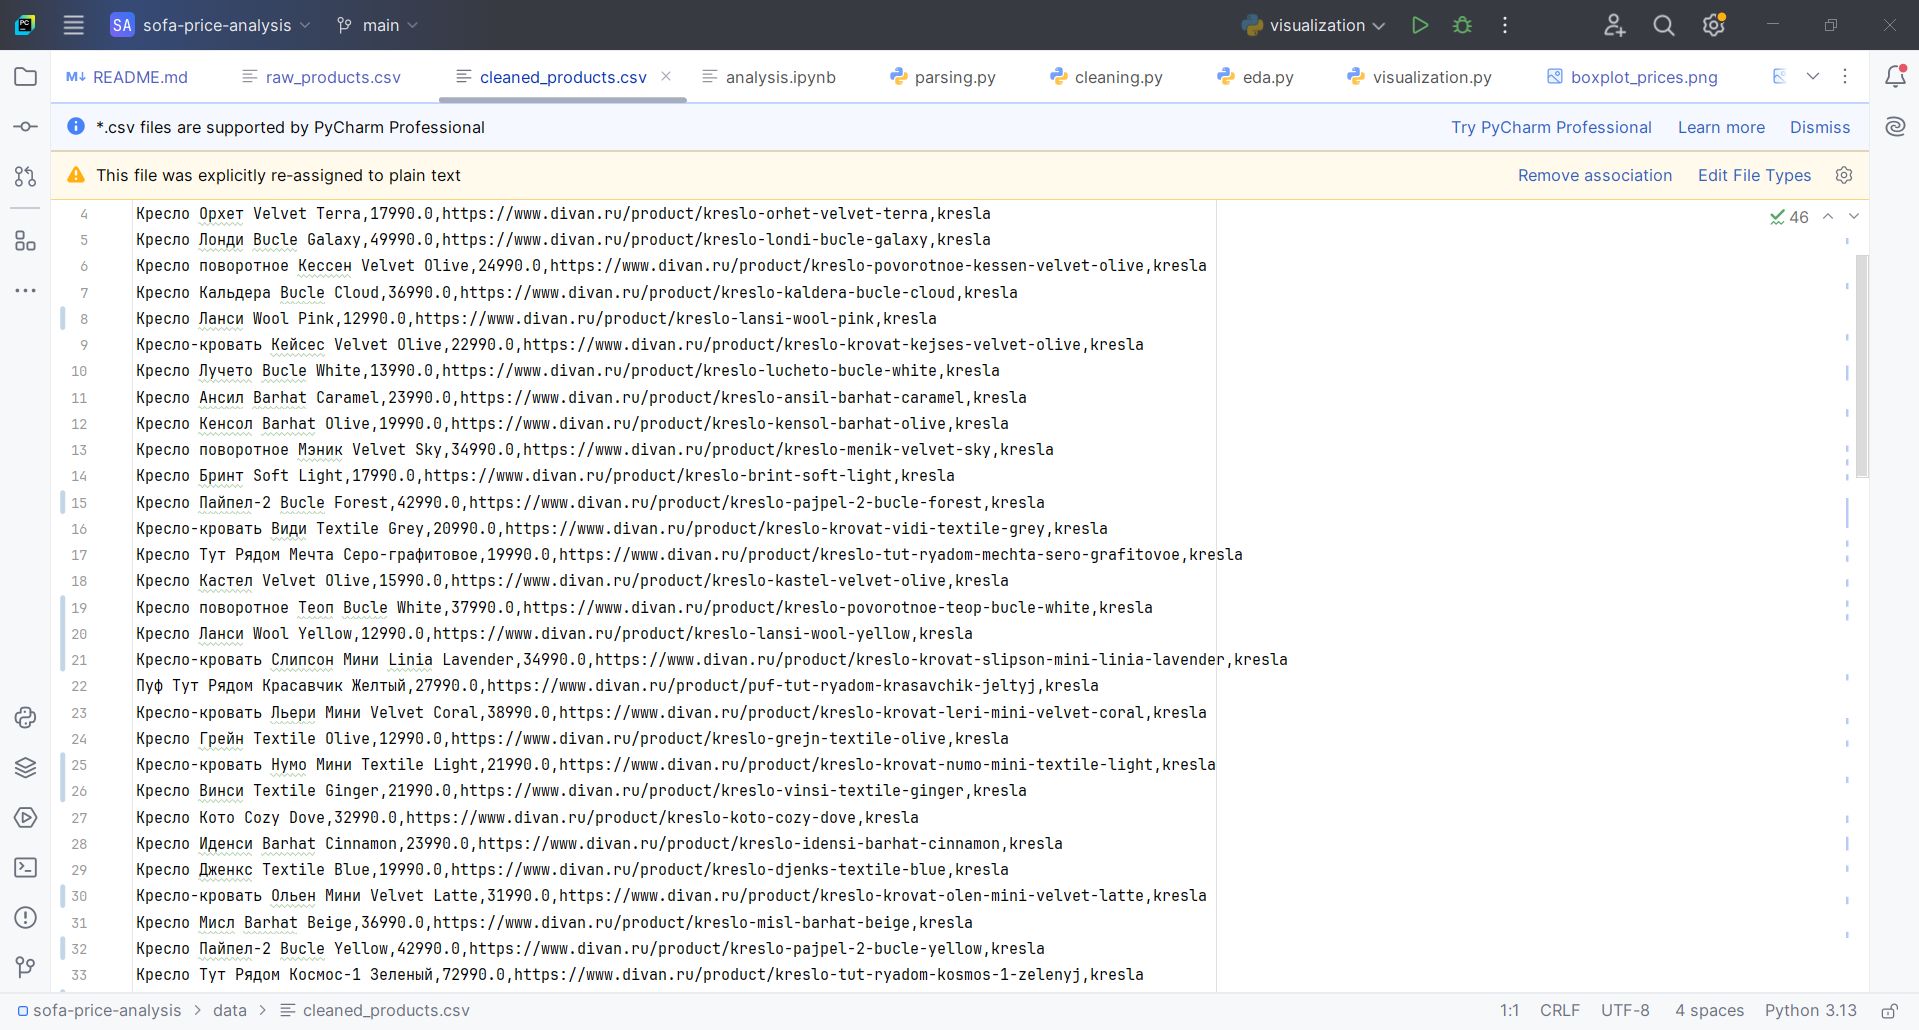 SA sofa-price-analysis main visualization
README.md raw_products.csv cleaned_products.csv analysis.ipynb parsing.py cleaning.py eda.py visualization.py boxplot_prices.png
*.csv files are supported by PyCharm Professional Try PyCharm Professional Learn more Dismiss
This file was explicitly re-assigned to plain text Remove association Edit File Types
46
4 Кресло Орхет Velvet Terra,17990.0,https://www.divan.ru/product/kreslo-orhet-velvet-terra,kresla
5 Кресло Лонди Bucle Galaxy,49990.0,https://www.divan.ru/product/kreslo-londi-bucle-galaxy,kresla
6 Кресло поворотное Кессен Velvet Olive,24990.0,https://www.divan.ru/product/kreslo-povorotnoe-kessen-velvet-olive,kresla
7 Кресло Кальдера Bucle Cloud,36990.0,https://www.divan.ru/product/kreslo-kaldera-bucle-cloud,kresla
8 Кресло Ланси Wool Pink,12990.0,https://www.divan.ru/product/kreslo-lansi-wool-pink,kresla
9 Кресло-кровать Кейсес Velvet Olive,22990.0,https://www.divan.ru/product/kreslo-krovat-kejses-velvet-olive,kresla
10 Кресло Лучето Bucle White,13990.0,https://www.divan.ru/product/kreslo-lucheto-bucle-white,kresla
11 Кресло Ансил Barhat Caramel,23990.0,https://www.divan.ru/product/kreslo-ansil-barhat-caramel,kresla
12 Кресло Кенсол Barhat Olive,19990.0,https://www.divan.ru/product/kreslo-kensol-barhat-olive,kresla
13 Кресло поворотное Мэник Velvet Sky,34990.0,https://www.divan.ru/product/kreslo-menik-velvet-sky,kresla
14 Кресло Бринт Soft Light,17990.0,https://www.divan.ru/product/kreslo-brint-soft-light,kresla
15 Кресло Пайпел-2 Bucle Forest,42990.0,https://www.divan.ru/product/kreslo-pajpel-2-bucle-forest,kresla
16 Кресло-кровать Види Textile Grey,20990.0,https://www.divan.ru/product/kreslo-krovat-vidi-textile-grey,kresla
17 Кресло Тут Рядом Мечта Серо-графитовое,19990.0,https://www.divan.ru/product/kreslo-tut-ryadom-mechta-sero-grafitovoe,kresla
18 Кресло Кастел Velvet Olive,15990.0,https://www.divan.ru/product/kreslo-kastel-velvet-olive,kresla
19 Кресло поворотное Теоп Bucle White,37990.0,https://www.divan.ru/product/kreslo-povorotnoe-teop-bucle-white,kresla
20 Кресло Ланси Wool Yellow,12990.0,https://www.divan.ru/product/kreslo-lansi-wool-yellow,kresla
21 Кресло-кровать Слипсон Мини Linia Lavender,34990.0,https://www.divan.ru/product/kreslo-krovat-slipson-mini-linia-lavender,kresla
22 Пуф Тут Рядом Красавчик Желтый,27990.0,https://www.divan.ru/product/puf-tut-ryadom-krasavchik-jeltyj,kresla
23 Кресло-кровать Льери Мини Velvet Coral,38990.0,https://www.divan.ru/product/kreslo-krovat-leri-mini-velvet-coral,kresla
24 Кресло Грейн Textile Olive,12990.0,https://www.divan.ru/product/kreslo-grejn-textile-olive,kresla
25 Кресло-кровать Нумо Мини Textile Light,21990.0,https://www.divan.ru/product/kreslo-krovat-numo-mini-textile-light,kresla
26 Кресло Винси Textile Ginger,21990.0,https://www.divan.ru/product/kreslo-vinsi-textile-ginger,kresla
27 Кресло Кото Cozy Dove,32990.0,https://www.divan.ru/product/kreslo-koto-cozy-dove,kresla
28 Кресло Иденси Barhat Cinnamon,23990.0,https://www.divan.ru/product/kreslo-idensi-barhat-cinnamon,kresla
29 Кресло Дженкс Textile Blue,19990.0,https://www.divan.ru/product/kreslo-djenks-textile-blue,kresla
30 Кресло-кровать Ольен Мини Velvet Latte,31990.0,https://www.divan.ru/product/kreslo-krovat-olen-mini-velvet-latte,kresla
31 Кресло Мисл Barhat Beige,36990.0,https://www.divan.ru/product/kreslo-misl-barhat-beige,kresla
32 Кресло Пайпел-2 Bucle Yellow,42990.0,https://www.divan.ru/product/kreslo-pajpel-2-bucle-yellow,kresla
33 Кресло Тут Рядом Космос-1 Зеленый,72990.0,https://www.divan.ru/product/kreslo-tut-ryadom-kosmos-1-zelenyj,kresla
sofa-price-analysis > data > cleaned_products.csv 1:1 CRLF UTF-8 4 spaces Python 3.13